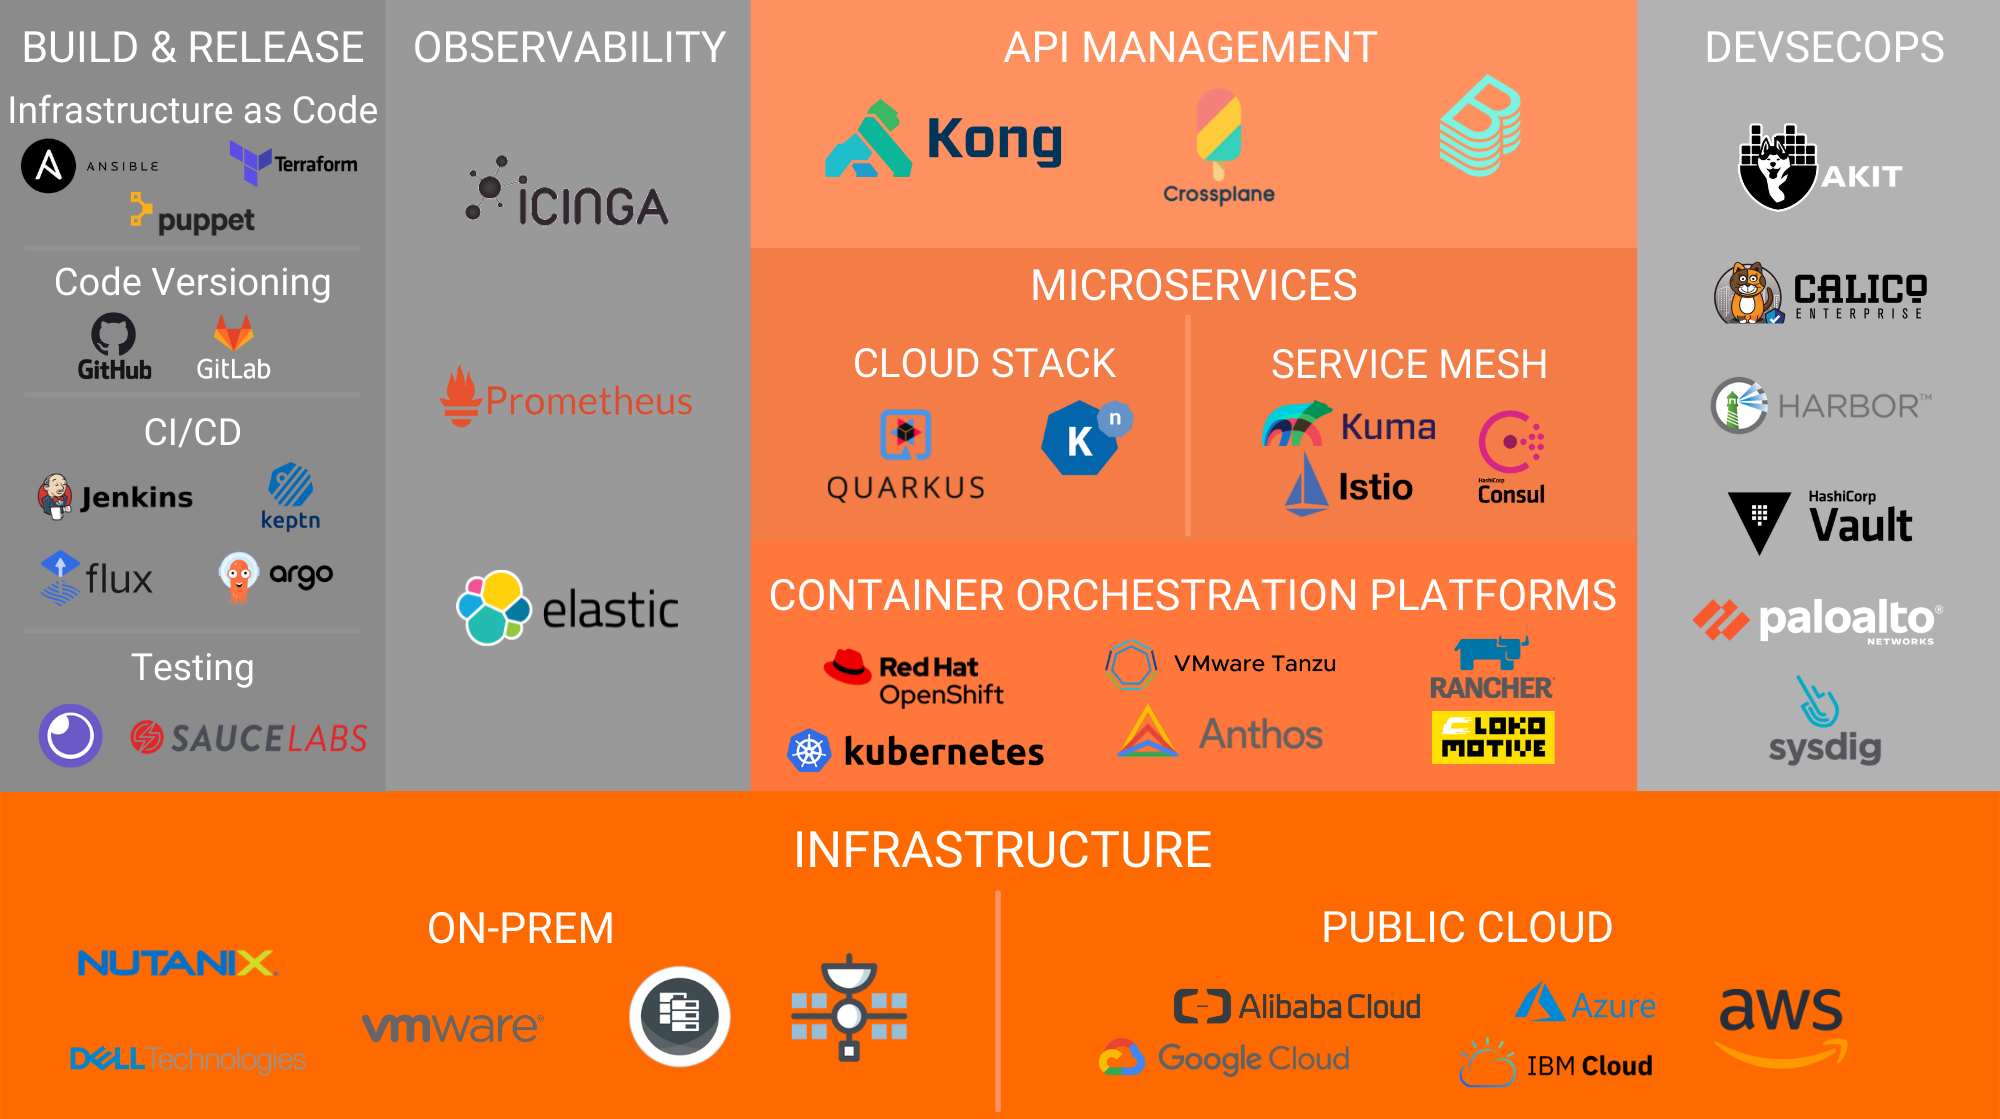 BUILD & RELEASE
Infrastructure as Code
A ANSIBLE
Terraform
puppet
Code Versioning
GitHub
GitLab
CI/CD
Jenkins
keptn
flux
argo
Testing
SAUCELABS
OBSERVABILITY
ICINGA
Prometheus
elastic
API MANAGEMENT
Kong
Crossplane
B
MICROSERVICES
CLOUD STACK
QUARKUS
K n
SERVICE MESH
Kuma
Istio
HashiCorp
Consul
CONTAINER ORCHESTRATION PLATFORMS
Red Hat
OpenShift
VMware Tanzu
RANCHER®
kubernetes
Anthos
LOKO
MOTIVE
DEVSECOPS
AKIT
CALICO
ENTERPRISE
HARBOR™
HashiCorp
Vault
paloalto®
NETWORKS
sysdig
INFRASTRUCTURE
ON-PREM
NUTANIX
DELLTechnologies
vmware®
PUBLIC CLOUD
Alibaba Cloud
Azure
aws
Google Cloud
IBM Cloud